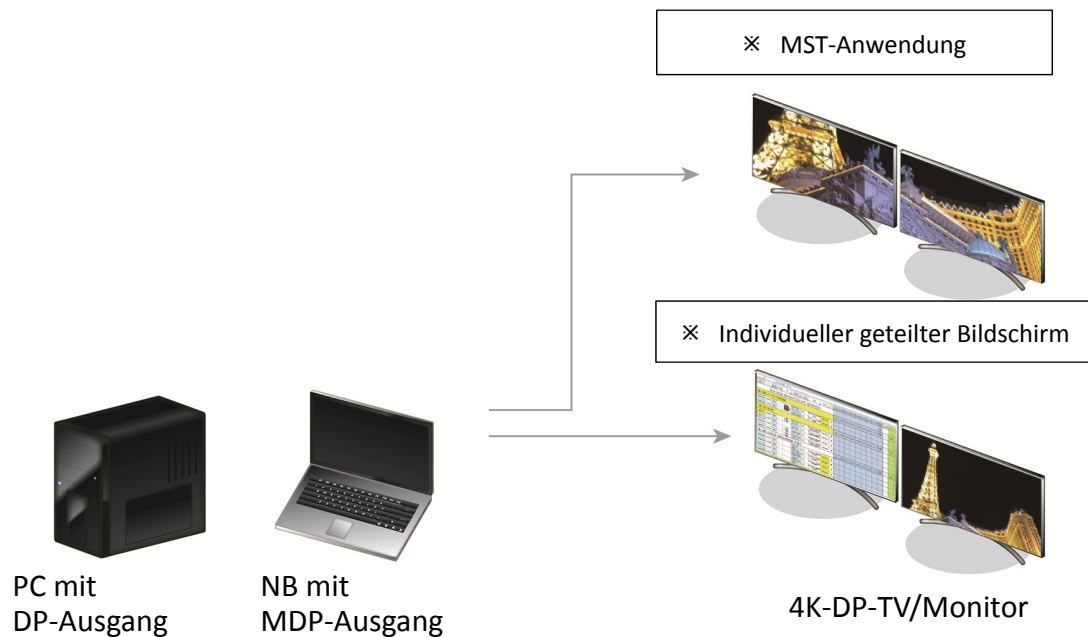 ※ MST-Anwendung
※ Individueller geteilter Bildschirm
PC mit
DP-Ausgang
NB mit
MDP-Ausgang
4K-DP-TV/Monitor